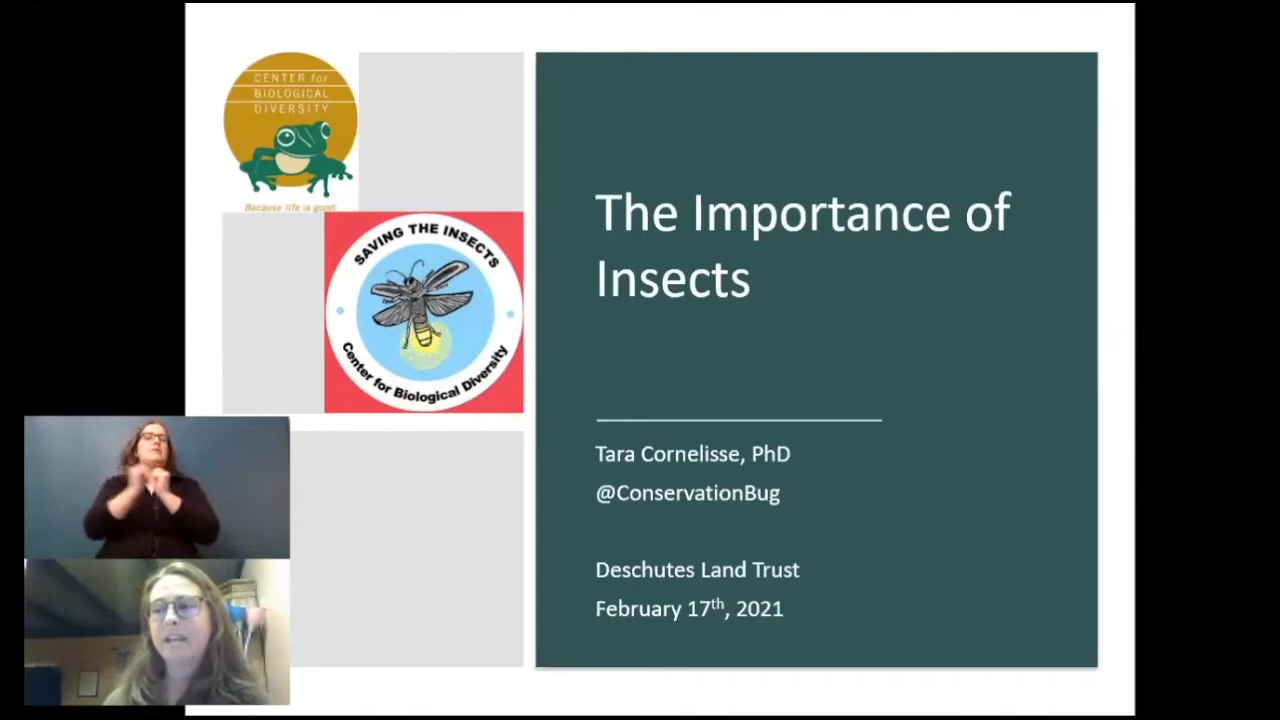 CENTER for
BIOLOGICAL
DIVERSITY
Because life is good.
SAVING THE INSECTS
Center for Biological Diversity
The Importance of
Insects
Tara Cornelisse, PhD
@ConservationBug
Deschutes Land Trust
February 17th, 2021